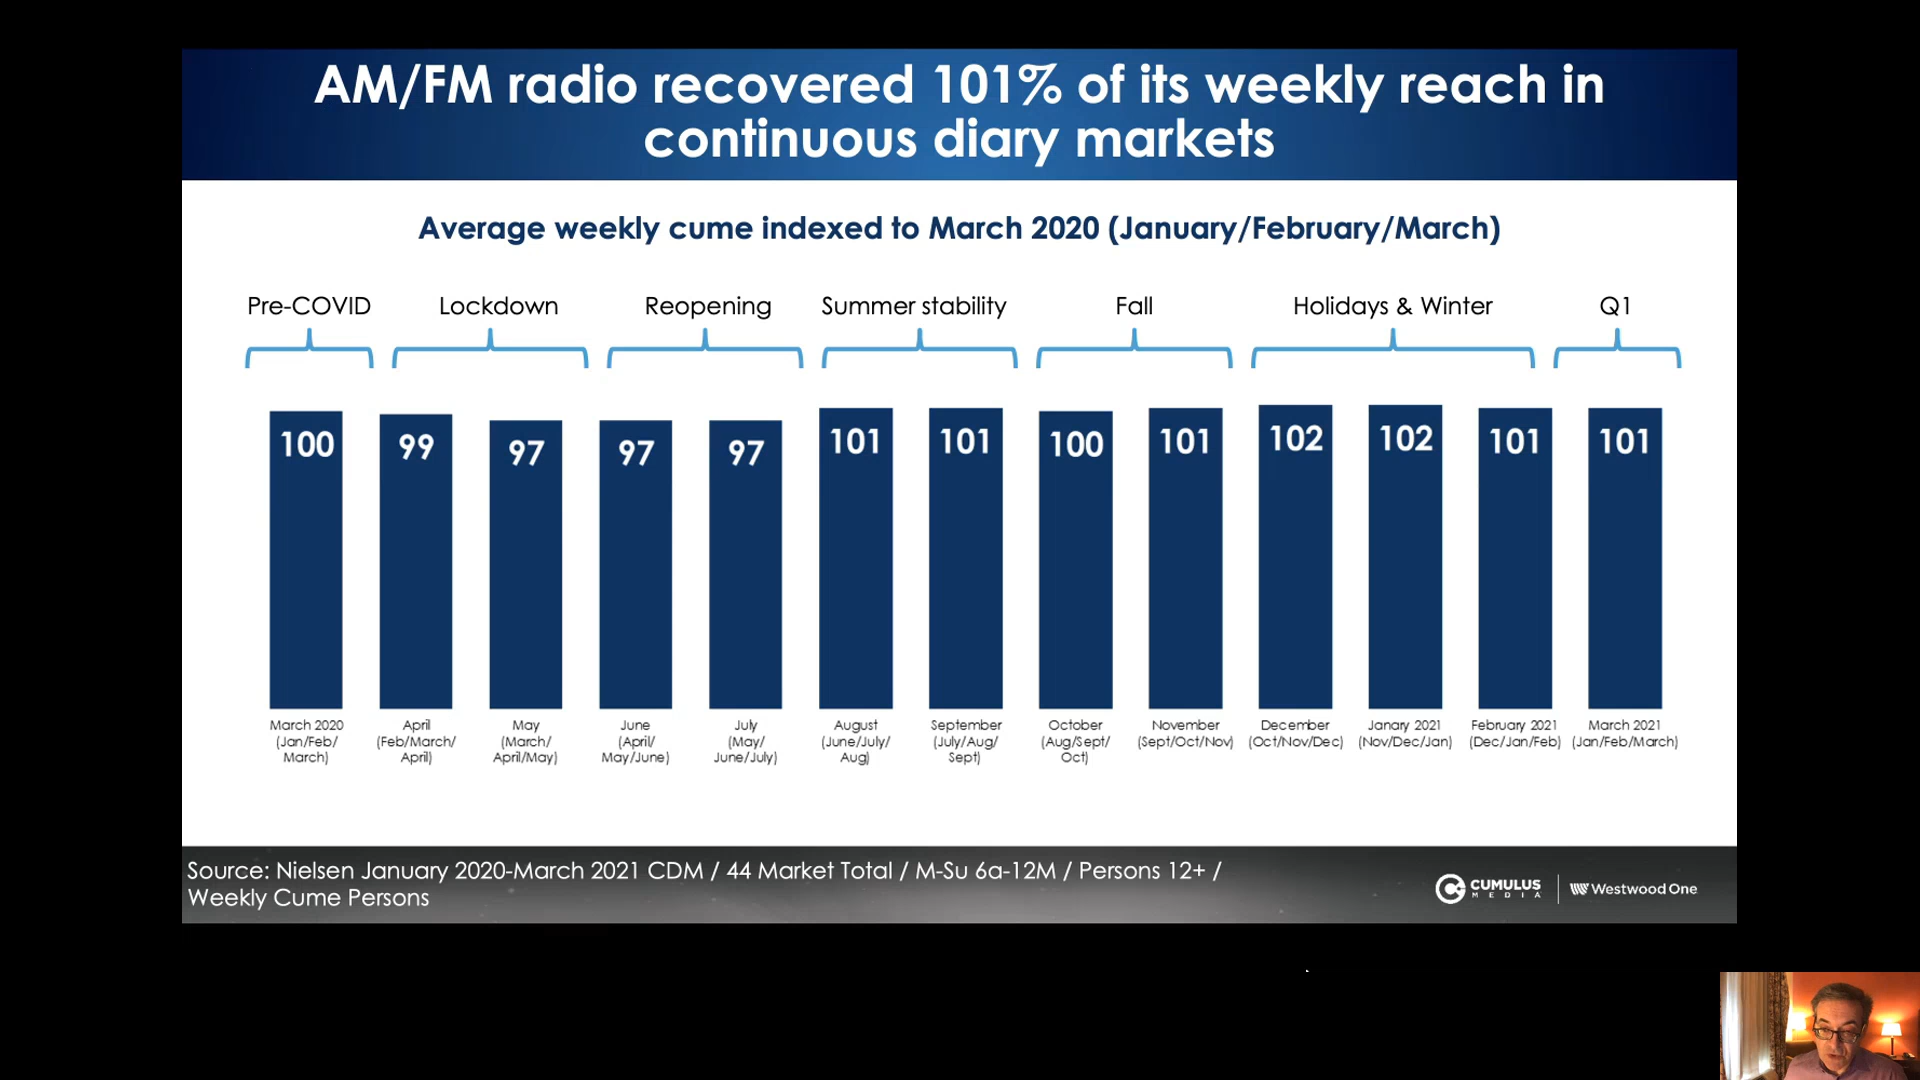 AM/FM radio recovered 101% of its weekly reach in
continuous diary markets
Average weekly cume indexed to March 2020 (January/February/March)
Pre-COVID Lockdown Reopening Summer stability Fall Holidays & Winter Q1
100 99 97 97 97 101 101 100 101 102 102 101 101
March 2020 April May June July August September October November December Janary 2021 February 2021 March 2021
(Jan/Feb/ (Feb/March/ (March/ (April/ (May/ (June/July/ (July/Aug/ (Aug/Sept/ (Sept/Oct/Nov) (Oct/Nov/Dec) (Nov/Dec/Jan) (Dec/Jan/Feb) (Jan/Feb/March)
March) April) April/May) May/June) June/July) Aug) Sept) Oct)
Source: Nielsen January 2020-March 2021 CDM / 44 Market Total / M-Su 6a-12M / Persons 12+ /
Weekly Cume Persons
CUMULUS
MEDIA
Westwood One